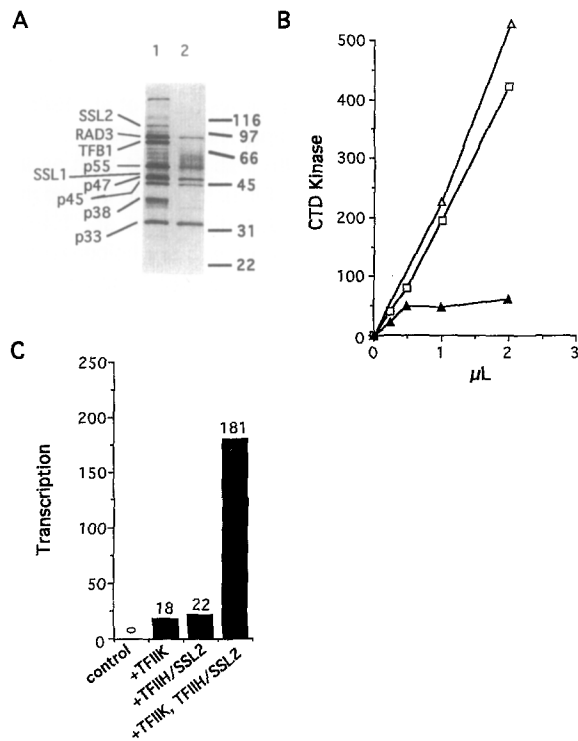 A
1 2
SSL2
RAD3
TFB1
p55
SSL1
p47
p45
p38
p33
116
97
66
45
31
22
B
CTD Kinase
500
400
300
200
100
50
0
0 1 2 3
µL
C
Transcription
250
200
150
100
50
0
0
18
22
181
control
+TFIIK
+TFIIH/SSL2
+TFIIK, TFIIH/SSL2